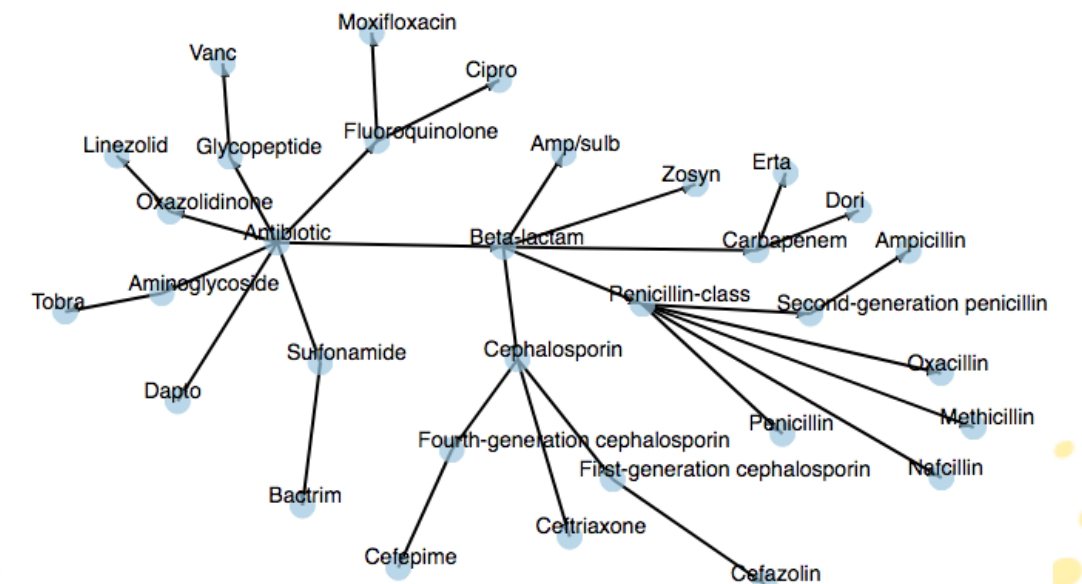 Moxifloxacin
Vanc
Cipro
Fluoroquinolone
Linezolid
Glycopeptide
Amp/sulb
Zosyn
Erta
Oxazolidinone
Dori
Antibiotic
Beta-lactam
Carbapenem
Ampicillin
Aminoglycoside
Tobra
Penicillin-class
Second-generation penicillin
Sulfonamide
Cephalosporin
Oxacillin
Dapto
Methicillin
Penicillin
Fourth-generation cephalosporin
First-generation cephalosporin
Nafcillin
Bactrim
Ceftriaxone
Cefepime
Cefazolin